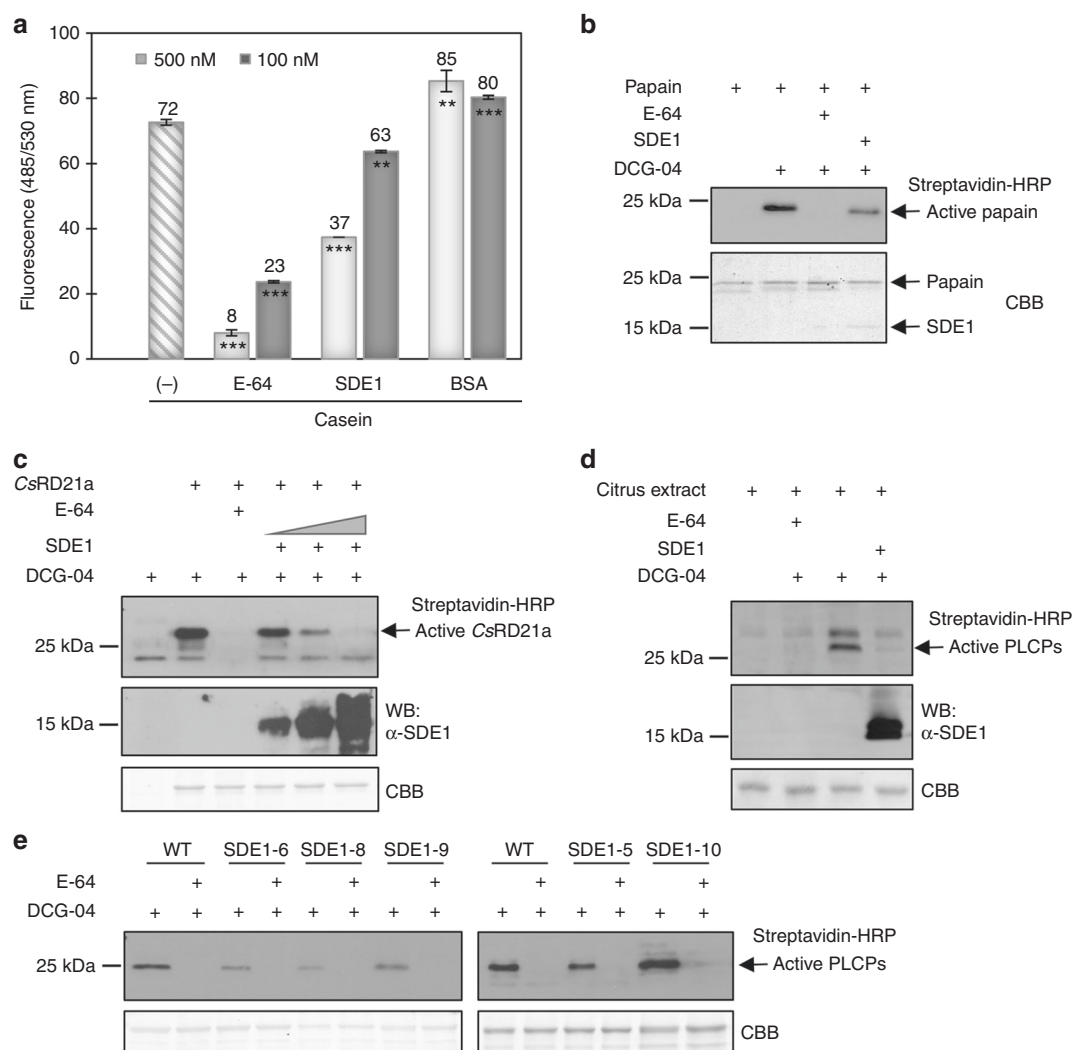 a
100
80
60
40
20
0
Fluorescence (485/530 nm)
500 nM 100 nM
72
8
***
23
***
37
***
63
**
85
**
80
***
(–) E-64 SDE1 BSA
Casein
b
Papain + + + +
E-64 +
SDE1 +
DCG-04 + + +
Streptavidin-HRP
25 kDa
Active papain
25 kDa
Papain
CBB
15 kDa
SDE1
c
CsRD21a + + + + +
E-64 +
SDE1 + + +
DCG-04 + + + + + +
Streptavidin-HRP
Active CsRD21a
25 kDa
15 kDa
WB:
α-SDE1
CBB
d
Citrus extract + + + +
E-64 +
SDE1 +
DCG-04 + + +
Streptavidin-HRP
Active PLCPs
25 kDa
WB:
α-SDE1
15 kDa
CBB
e
WT SDE1-6 SDE1-8 SDE1-9 WT SDE1-5 SDE1-10
E-64 + + + + + + +
DCG-04 + + + + + + + + + + + + + +
Streptavidin-HRP
25 kDa
Active PLCPs
CBB